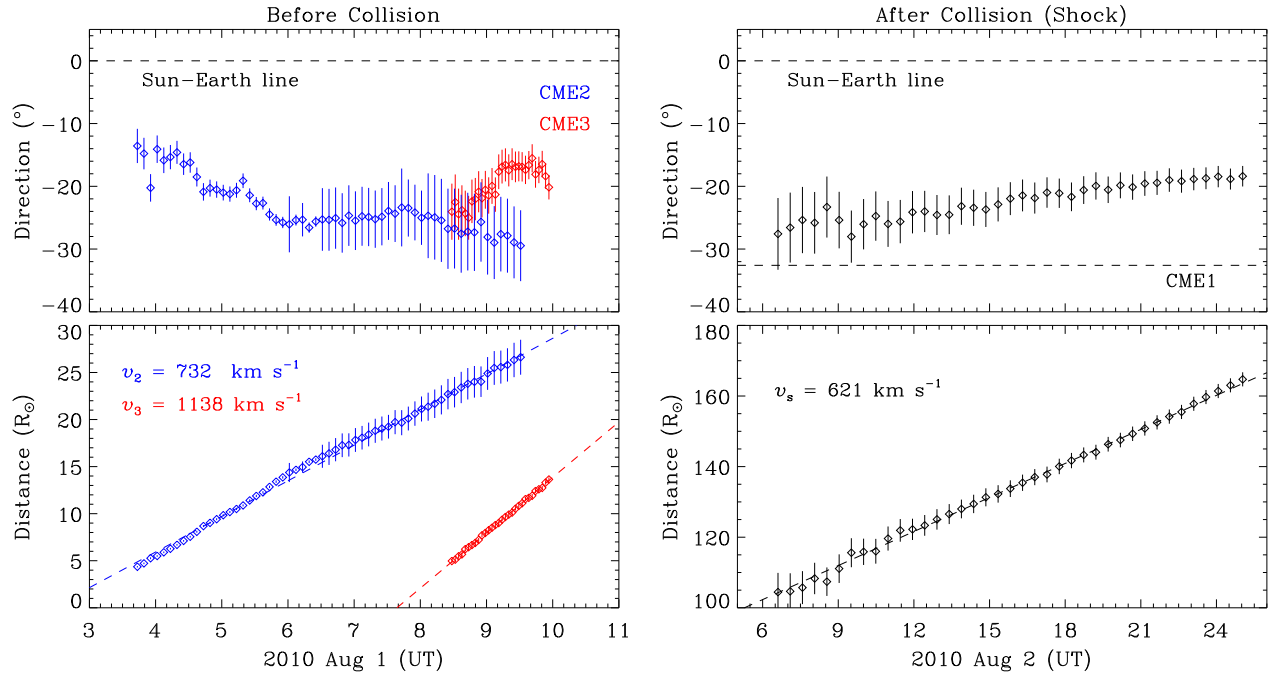 Before Collision
After Collision (Shock)
Direction (°)
0
−10
−20
−30
−40
Sun−Earth line
CME2
CME3
Direction (°)
0
−10
−20
−30
−40
Sun−Earth line
CME1
Distance (R☉)
30
25
20
15
10
5
0
υ₂ = 732 km s⁻¹
υ₃ = 1138 km s⁻¹
3 4 5 6 7 8 9 10 11
2010 Aug 1 (UT)
Distance (R☉)
180
160
140
120
100
υₛ = 621 km s⁻¹
6 9 12 15 18 21 24
2010 Aug 2 (UT)